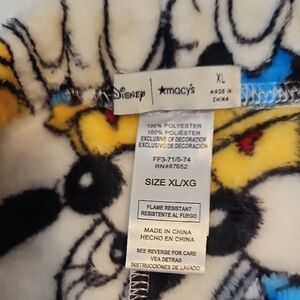 Disney | ★macy's
XL
MADE IN
CHINA
100% POLYESTER
100% POLIÉSTER
EXCLUSIVE OF DECORATION
EXCLUSIVO DE DECORACIÓN
FF3-71/5-74
RN#87652
SIZE XL/XG
FLAME RESISTANT
RESISTENTE AL FUEGO
MADE IN CHINA
HECHO EN CHINA
SEE REVERSE FOR CARE
VEA DETRAS
INSTRUCCIONES DE LAVADO